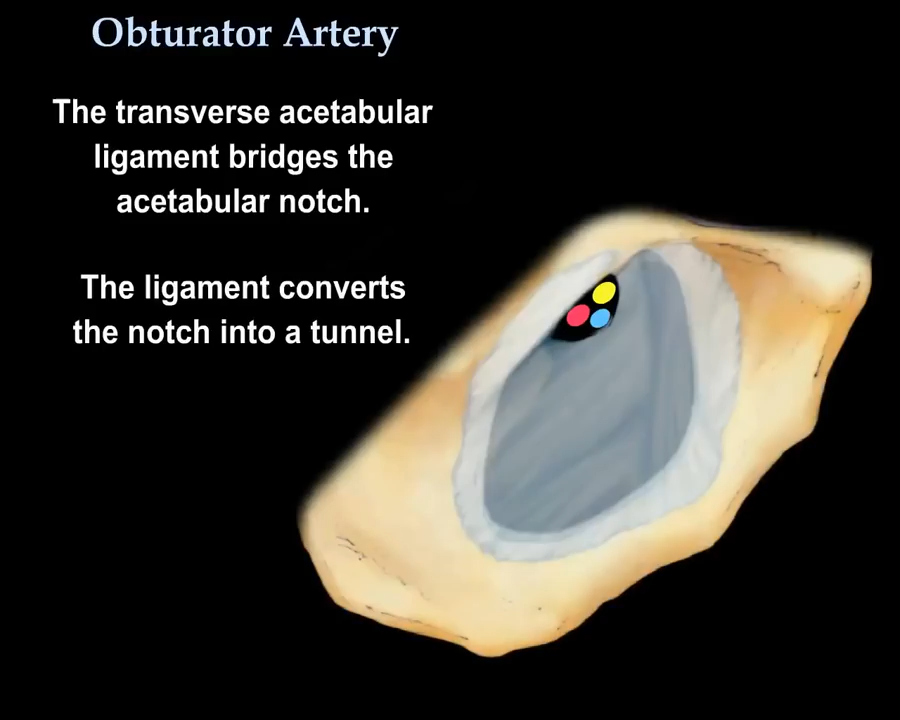 Obturator Artery
The transverse acetabular
ligament bridges the
acetabular notch.
The ligament converts
the notch into a tunnel.